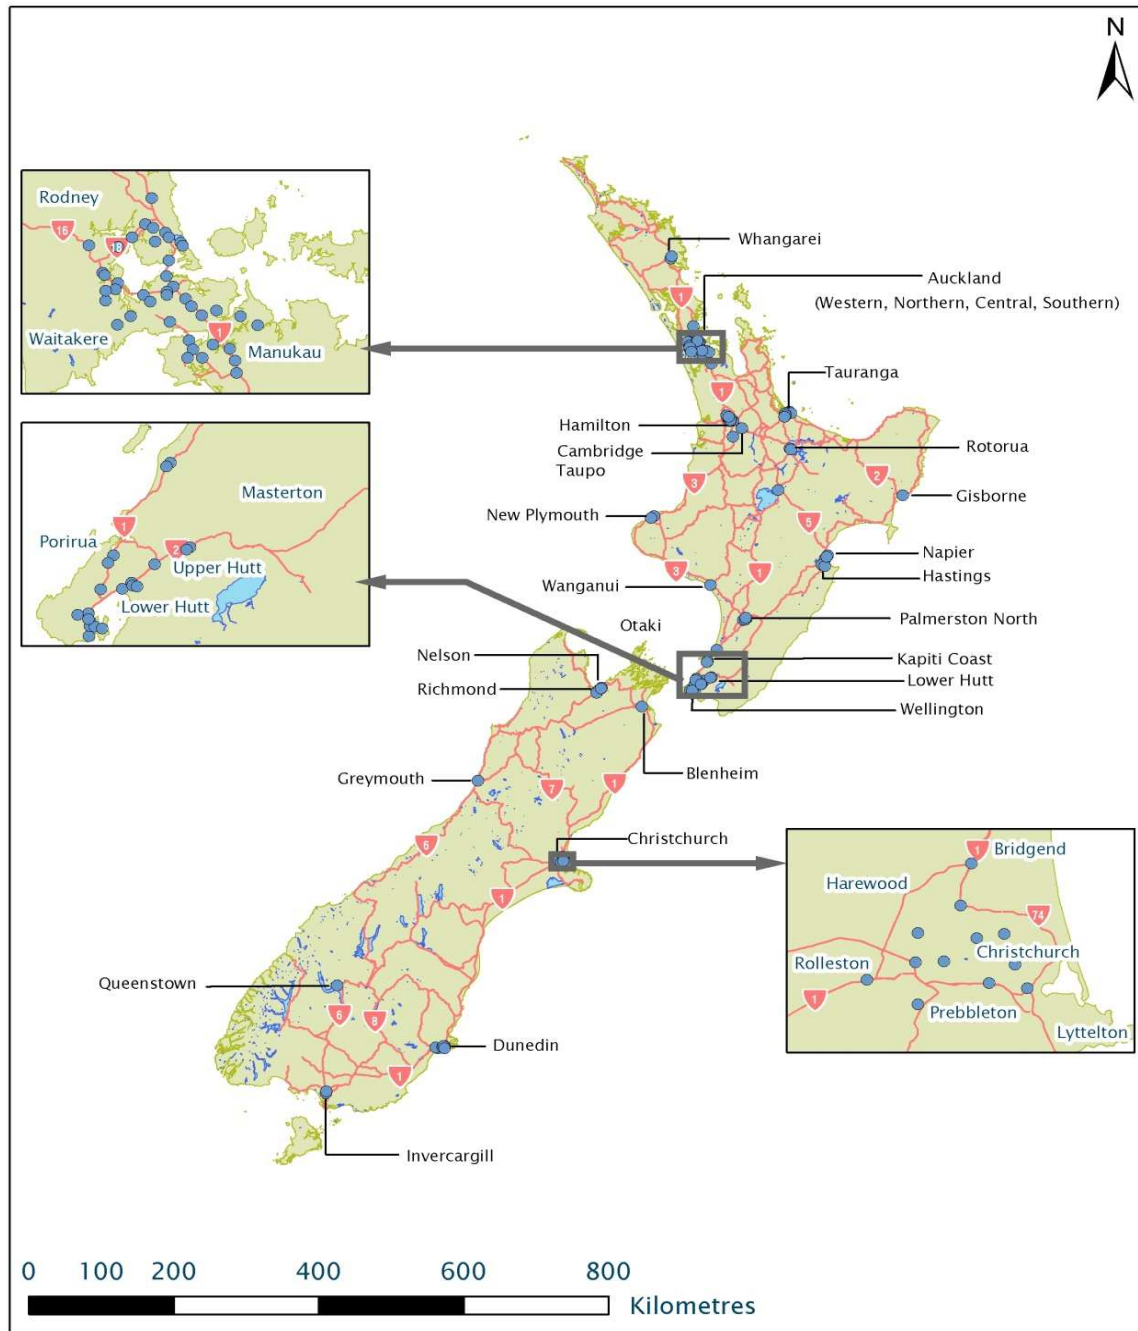 N
Rodney
16
18
Waitakere
1
Manukau
Whangarei
1
Auckland
(Western, Northern, Central, Southern)
Tauranga
1
Hamilton
Cambridge
Taupo
Rotorua
3
2
Gisborne
New Plymouth
5
Napier
Hastings
3
1
Wanganui
Palmerston North
Otaki
Kapiti Coast
Lower Hutt
Wellington
Masterton
1
Porirua
2
Upper Hutt
Lower Hutt
Nelson
Richmond
Blenheim
Greymouth
7
1
6
Christchurch
1
Bridgend
Harewood
74
Christchurch
Rolleston
1
Prebbleton
Lyttelton
1
Queenstown
6
8
Dunedin
1
Invercargill
0 100 200 400 600 800
Kilometres